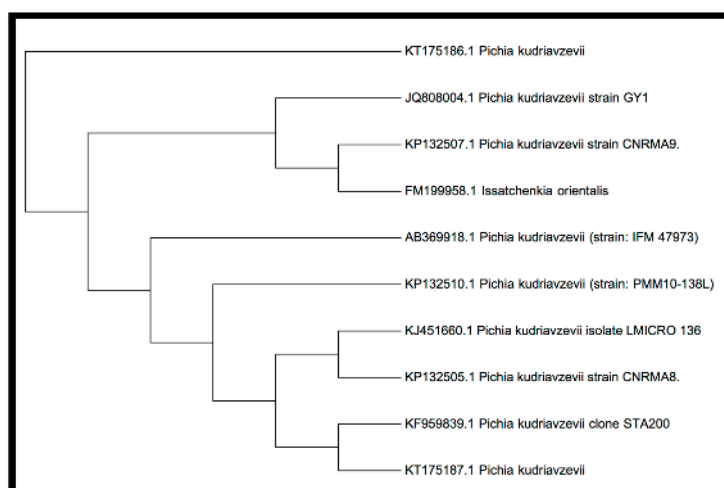 KT175186.1 Pichia kudriavzevii
JQ808004.1 Pichia kudriavzevii strain GY1
KP132507.1 Pichia kudriavzevii strain CNRMA9.
FM199958.1 Issatchenkia orientalis
AB369918.1 Pichia kudriavzevii (strain: IFM 47973)
KP132510.1 Pichia kudriavzevii (strain: PMM10-138L)
KJ451660.1 Pichia kudriavzevii isolate LMICRO 136
KP132505.1 Pichia kudriavzevii strain CNRMA8.
KF959839.1 Pichia kudriavzevii clone STA200
KT175187.1 Pichia kudriavzevii